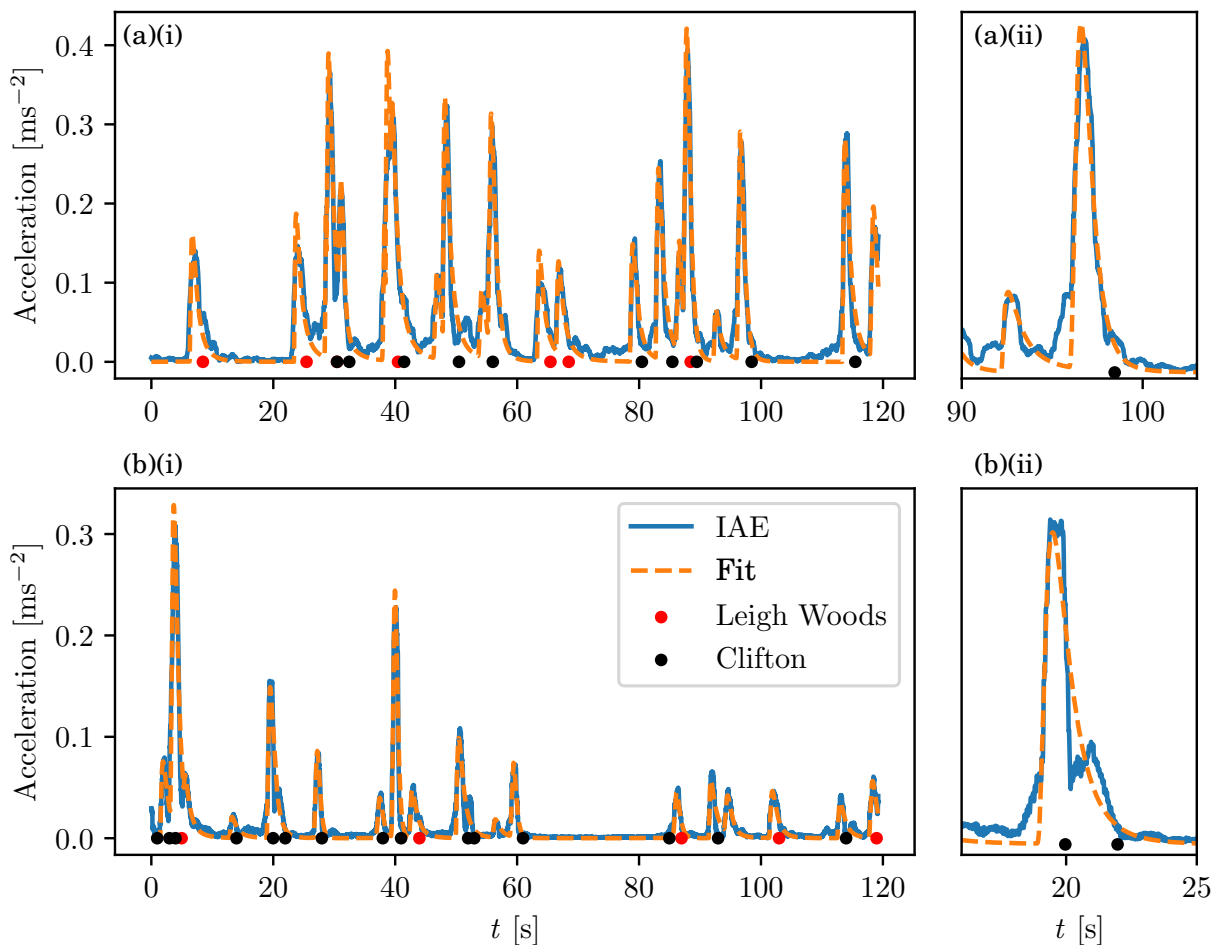 (a)(i)
(a)(ii)
Acceleration [ms⁻²]
0.4
0.3
0.2
0.1
0.0
0 20 40 60 80 100 120
90 100
(b)(i)
(b)(ii)
Acceleration [ms⁻²]
0.3
0.2
0.1
0.0
IAE
Fit
Leigh Woods
Clifton
0 20 40 60 80 100 120
20 25
t [s]
t [s]